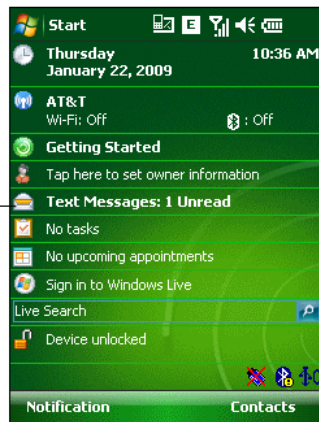 Start E
Thursday 10:36 AM
January 22, 2009
AT&T
Wi-Fi: Off : Off
Getting Started
Tap here to set owner information
Text Messages: 1 Unread
No tasks
No upcoming appointments
Sign in to Windows Live
Live Search
Device unlocked
Notification Contacts